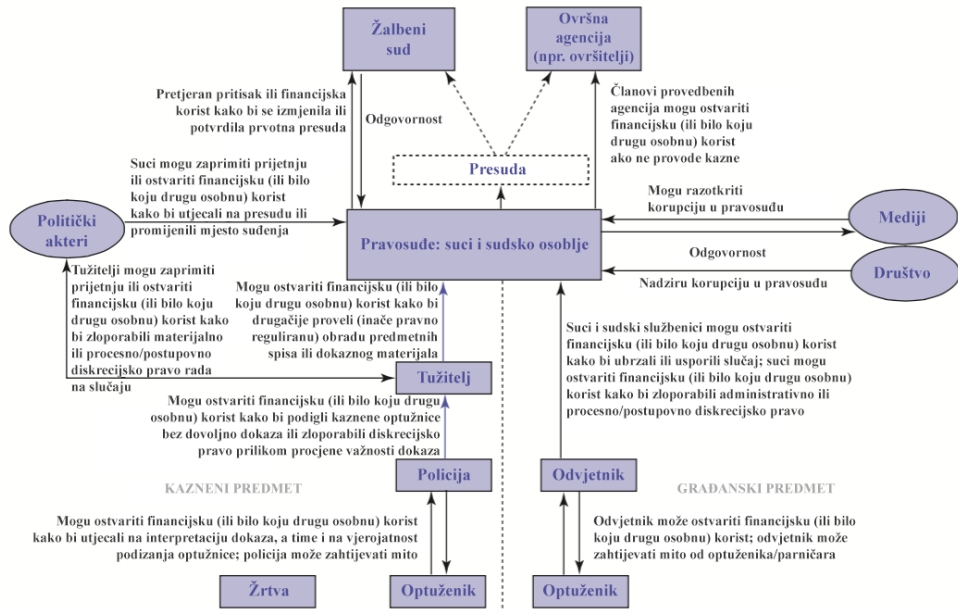 Žalbeni
sud
Ovršna
agencija
(npr. ovršitelji)
Pretjeran pritisak ili financijska
korist kako bi se izmjenila ili
potvrdila prvotna presuda
Odgovornost
Članovi provedbenih
agencija mogu ostvariti
financijsku (ili bilo koju
drugu osobnu) korist
ako ne provode kazne
Presuda
Suci mogu zaprimiti prijetnju
ili ostvariti financijsku (ili bilo
koju drugu osobnu) korist
kako bi utjecali na presudu ili
promijenili mjesto suđenja
Politički
akteri
Pravosuđe: suci i sudsko osoblje
Mogu razotkriti
korupciju u pravosuđu
Mediji
Odgovornost
Društvo
Nadziru korupciju u pravosuđu
Tužitelji mogu zaprimiti
prijetnju ili ostvariti
financijsku (ili bilo koju
drugu osobnu) korist kako
bi zloporabili materijalno
ili procesno/postupovno
diskrecijsko pravo rada
na slučaju
Mogu ostvariti financijsku (ili bilo
koju drugu osobnu) korist kako bi
drugačije proveli (inače pravno
reguliranu) obradu predmetnih
spisa ili dokaznog materijala
Suci i sudski službenici mogu ostvariti
financijsku (ili bilo koju drugu osobnu) korist
kako bi ubrzali ili usporili slučaj; suci mogu
ostvariti financijsku (ili bilo koju drugu osobnu)
korist kako bi zloporabili administrativno ili
procesno/postupovno diskrecijsko pravo
Tužitelj
Mogu ostvariti financijsku (ili bilo koju drugu
osobnu) korist kako bi podigli kaznene optužnice
bez dovoljno dokaza ili zloporabili diskrecijsko
pravo prilikom procjene važnosti dokaza
KAZNENI PREDMET
Policija
Odvjetnik
GRAĐANSKI PREDMET
Mogu ostvariti financijsku (ili bilo koju drugu osobnu) korist
kako bi utjecali na interpretaciju dokaza, a time i na vjerojatnost
podizanja optužnice; policija može zahtijevati mito
Odvjetnik može ostvariti financijsku (ili bilo
koju drugu osobnu) korist; odvjetnik može
zahtijevati mito od optuženika/parničara
Žrtva
Optuženik
Optuženik